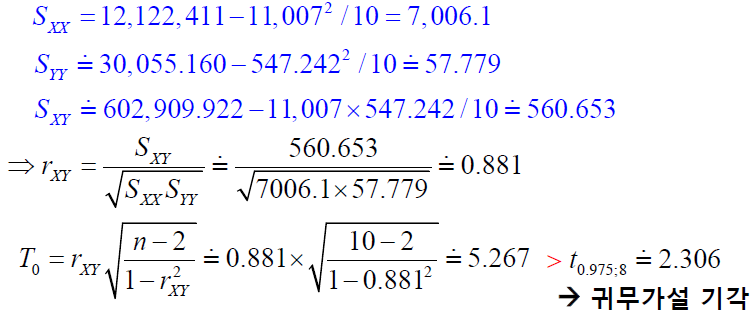 S_XX = 12,122,411 − 11,007² / 10 = 7,006.1
S_YY ≐ 30,055.160 − 547.242² / 10 ≐ 57.779
S_XY ≐ 602,909.922 − 11,007 × 547.242 / 10 ≐ 560.653
⇒ r_XY = S_XY / √(S_XX S_YY) ≐ 560.653 / √(7006.1 × 57.779) ≐ 0.881
T_0 = r_XY √((n − 2) / (1 − r_XY²)) ≐ 0.881 × √((10 − 2) / (1 − 0.881²)) ≐ 5.267 > t_0.975;8 ≐ 2.306
→ 귀무가설 기각